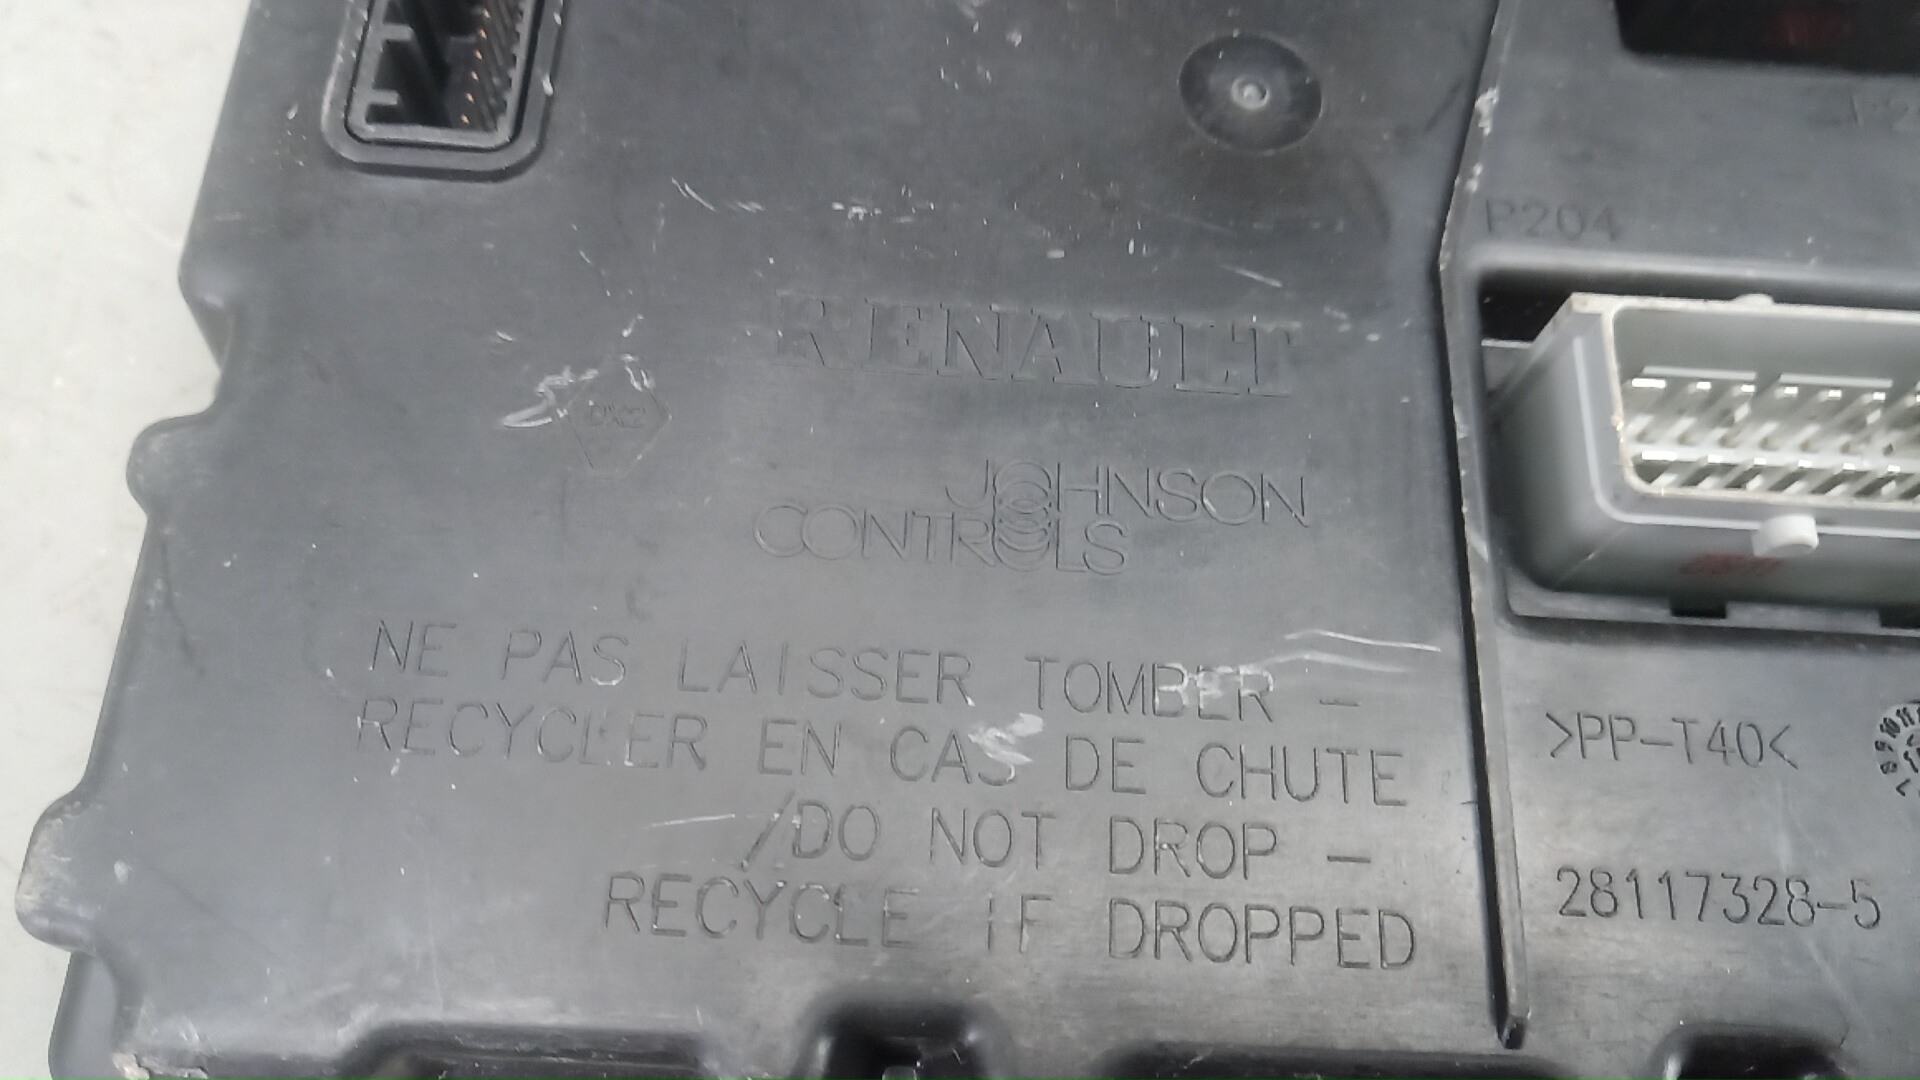 P204
RENAULT
JOHNSON
CONTROLS
NE PAS LAISSER TOMBER -
RECYCLER EN CAS DE CHUTE
/DO NOT DROP -
RECYCLE IF DROPPED
>PP-T40<
28117328-5